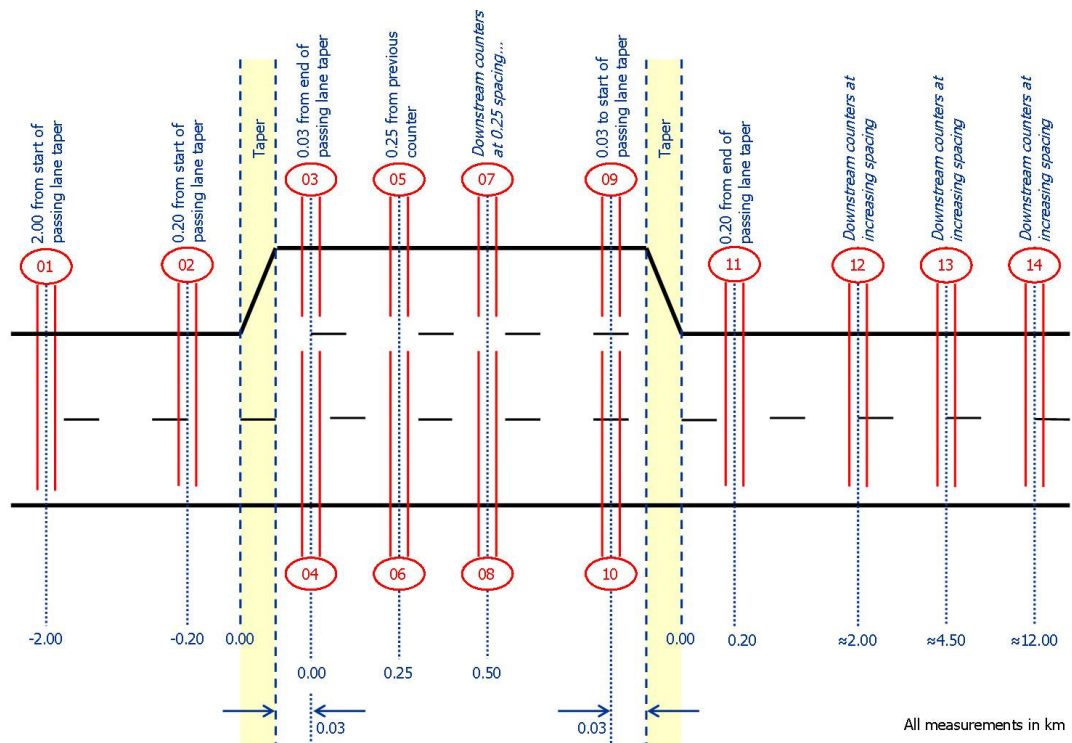 2.00 from start of
passing lane taper
0.20 from start of
passing lane taper
Taper
0.03 from end of
passing lane taper
0.25 from previous
counter
Downstream counters
at 0.25 spacing...
0.03 to start of
passing lane taper
Taper
0.20 from end of
passing lane taper
Downstream counters at
increasing spacing
Downstream counters at
increasing spacing
Downstream counters at
increasing spacing
03
05
07
09
01
02
11
12
13
14
04
06
08
10
-2.00
-0.20
0.00
0.00
0.20
≈2.00
≈4.50
≈12.00
0.00
0.25
0.50
0.03
0.03
All measurements in km